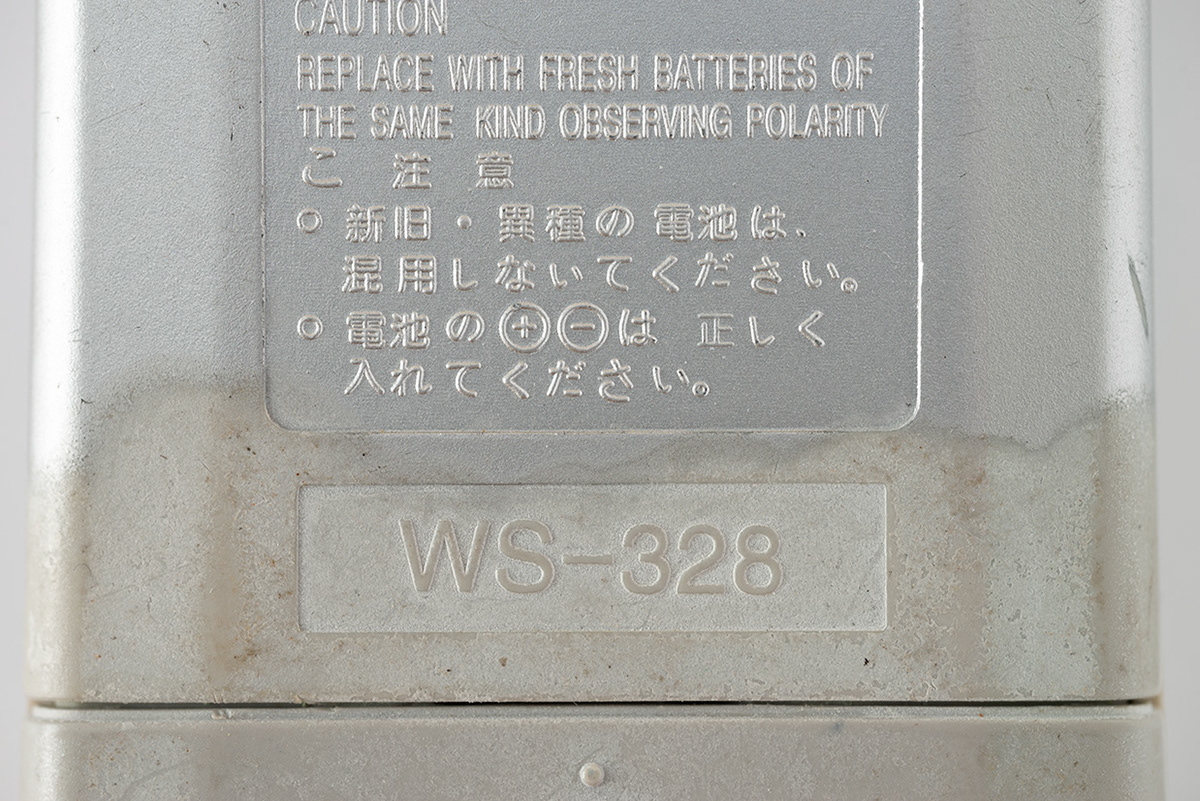 CAUTION
REPLACE WITH FRESH BATTERIES OF
THE SAME KIND OBSERVING POLARITY
ご注意
○ 新旧・異種の電池は、
混用しないでください。
○ 電池の⊕⊖は正しく
入れてください。
WS-328